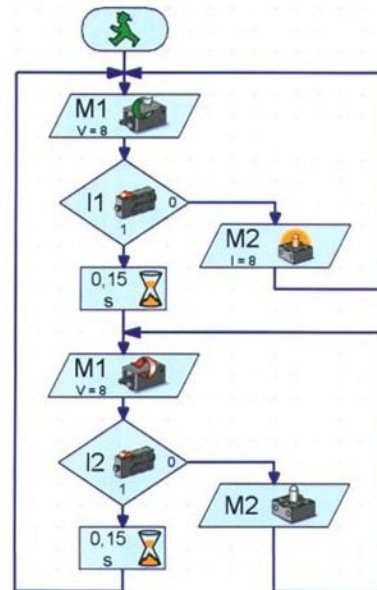 M1
V = 8
I1
0
1
M2
I = 8
0,15
s
M1
V = 8
I2
0
1
M2
0,15
s